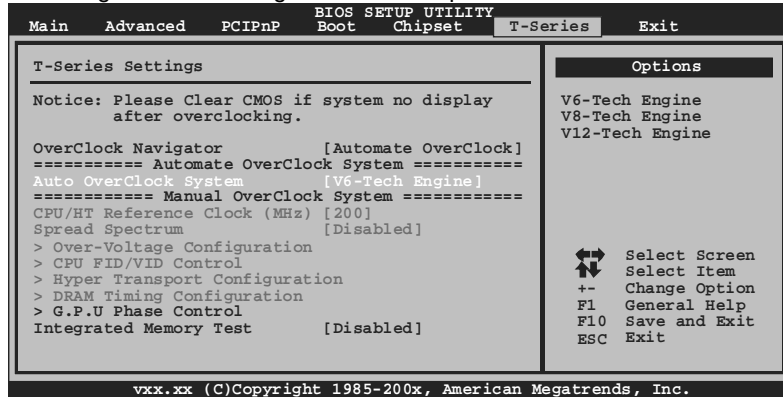 BIOS SETUP UTILITY
Main Advanced PCIPnP Boot Chipset T-Series Exit
T-Series Settings
Notice: Please Clear CMOS if system no display
after overclocking.
OverClock Navigator [Automate OverClock]
=========== Automate OverClock System ===========
Auto OverClock System [V6-Tech Engine]
============ Manual OverClock System ============
CPU/HT Reference Clock (MHz) [200]
Spread Spectrum [Disabled]
> Over-Voltage Configuration
> CPU FID/VID Control
> Hyper Transport Configuration
> DRAM Timing Configuration
> G.P.U Phase Control
Integrated Memory Test [Disabled]
Options
V6-Tech Engine
V8-Tech Engine
V12-Tech Engine
Select Screen
Select Item
+- Change Option
F1 General Help
F10 Save and Exit
ESC Exit
vxx.xx (C)Copyright 1985-200x, American Megatrends, Inc.